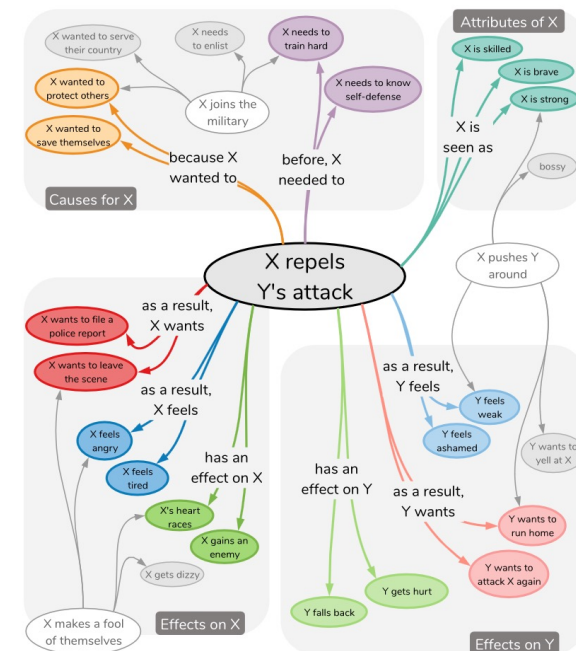 Attributes of X
X wanted to serve
their country
X needs
to enlist
X needs to
train hard
X is skilled
X is brave
X is strong
X wanted to
protect others
X needs to know
self-defense
X joins the
military
X wanted to
save themselves
because X
wanted to
before, X
needed to
X is
seen as
bossy
Causes for X
X repels
Y's attack
X pushes Y
around
X wants to file a
police report
as a result,
X wants
X wants to leave
the scene
as a result,
X feels
as a result,
Y feels
X feels
angry
Y feels
weak
Y feels
ashamed
Y wants to
yell at X
X feels
tired
has an
effect on X
has an
effect on Y
as a result,
Y wants
X's heart
races
Y wants to
run home
X gains an
enemy
X gets dizzy
Y wants to
attack X again
Y gets hurt
Y falls back
X makes a fool
of themselves
Effects on X
Effects on Y